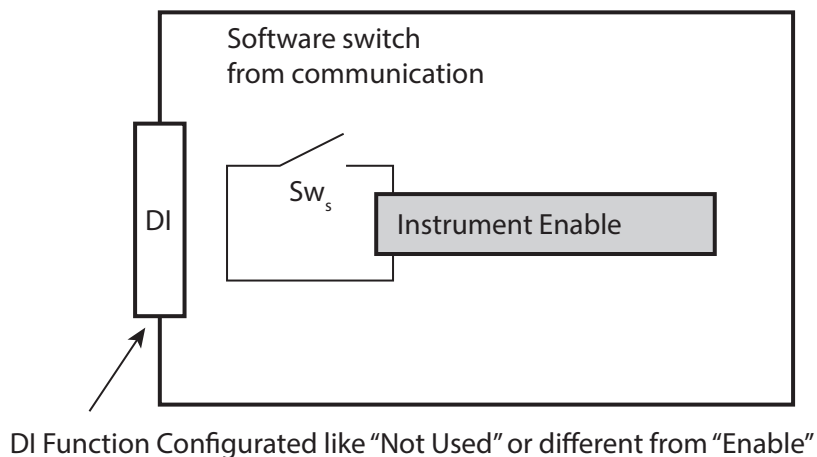 Software switch
from communication
Sws
DI
Instrument Enable
DI Function Configurated like “Not Used” or different from “Enable”